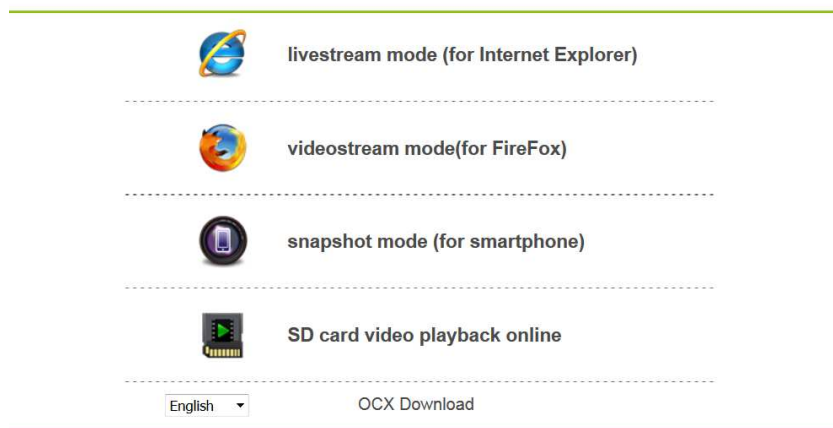 livestream mode (for Internet Explorer)
videostream mode(for FireFox)
snapshot mode (for smartphone)
SD card video playback online
English OCX Download